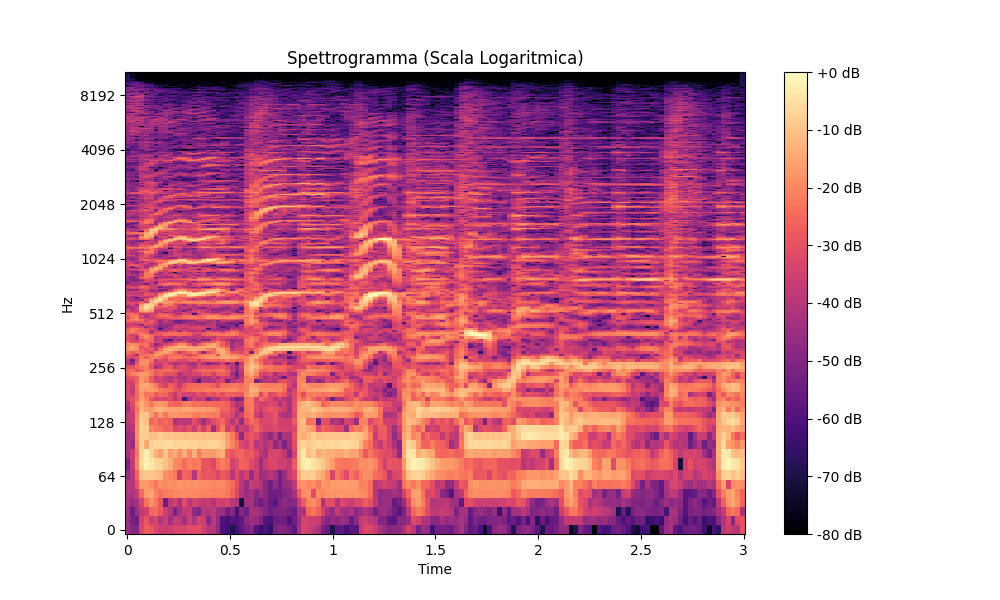 Spettrogramma (Scala Logaritmica)
Hz
8192
4096
2048
1024
512
256
128
64
0
0
0.5
1
1.5
2
2.5
3
Time
+0 dB
-10 dB
-20 dB
-30 dB
-40 dB
-50 dB
-60 dB
-70 dB
-80 dB